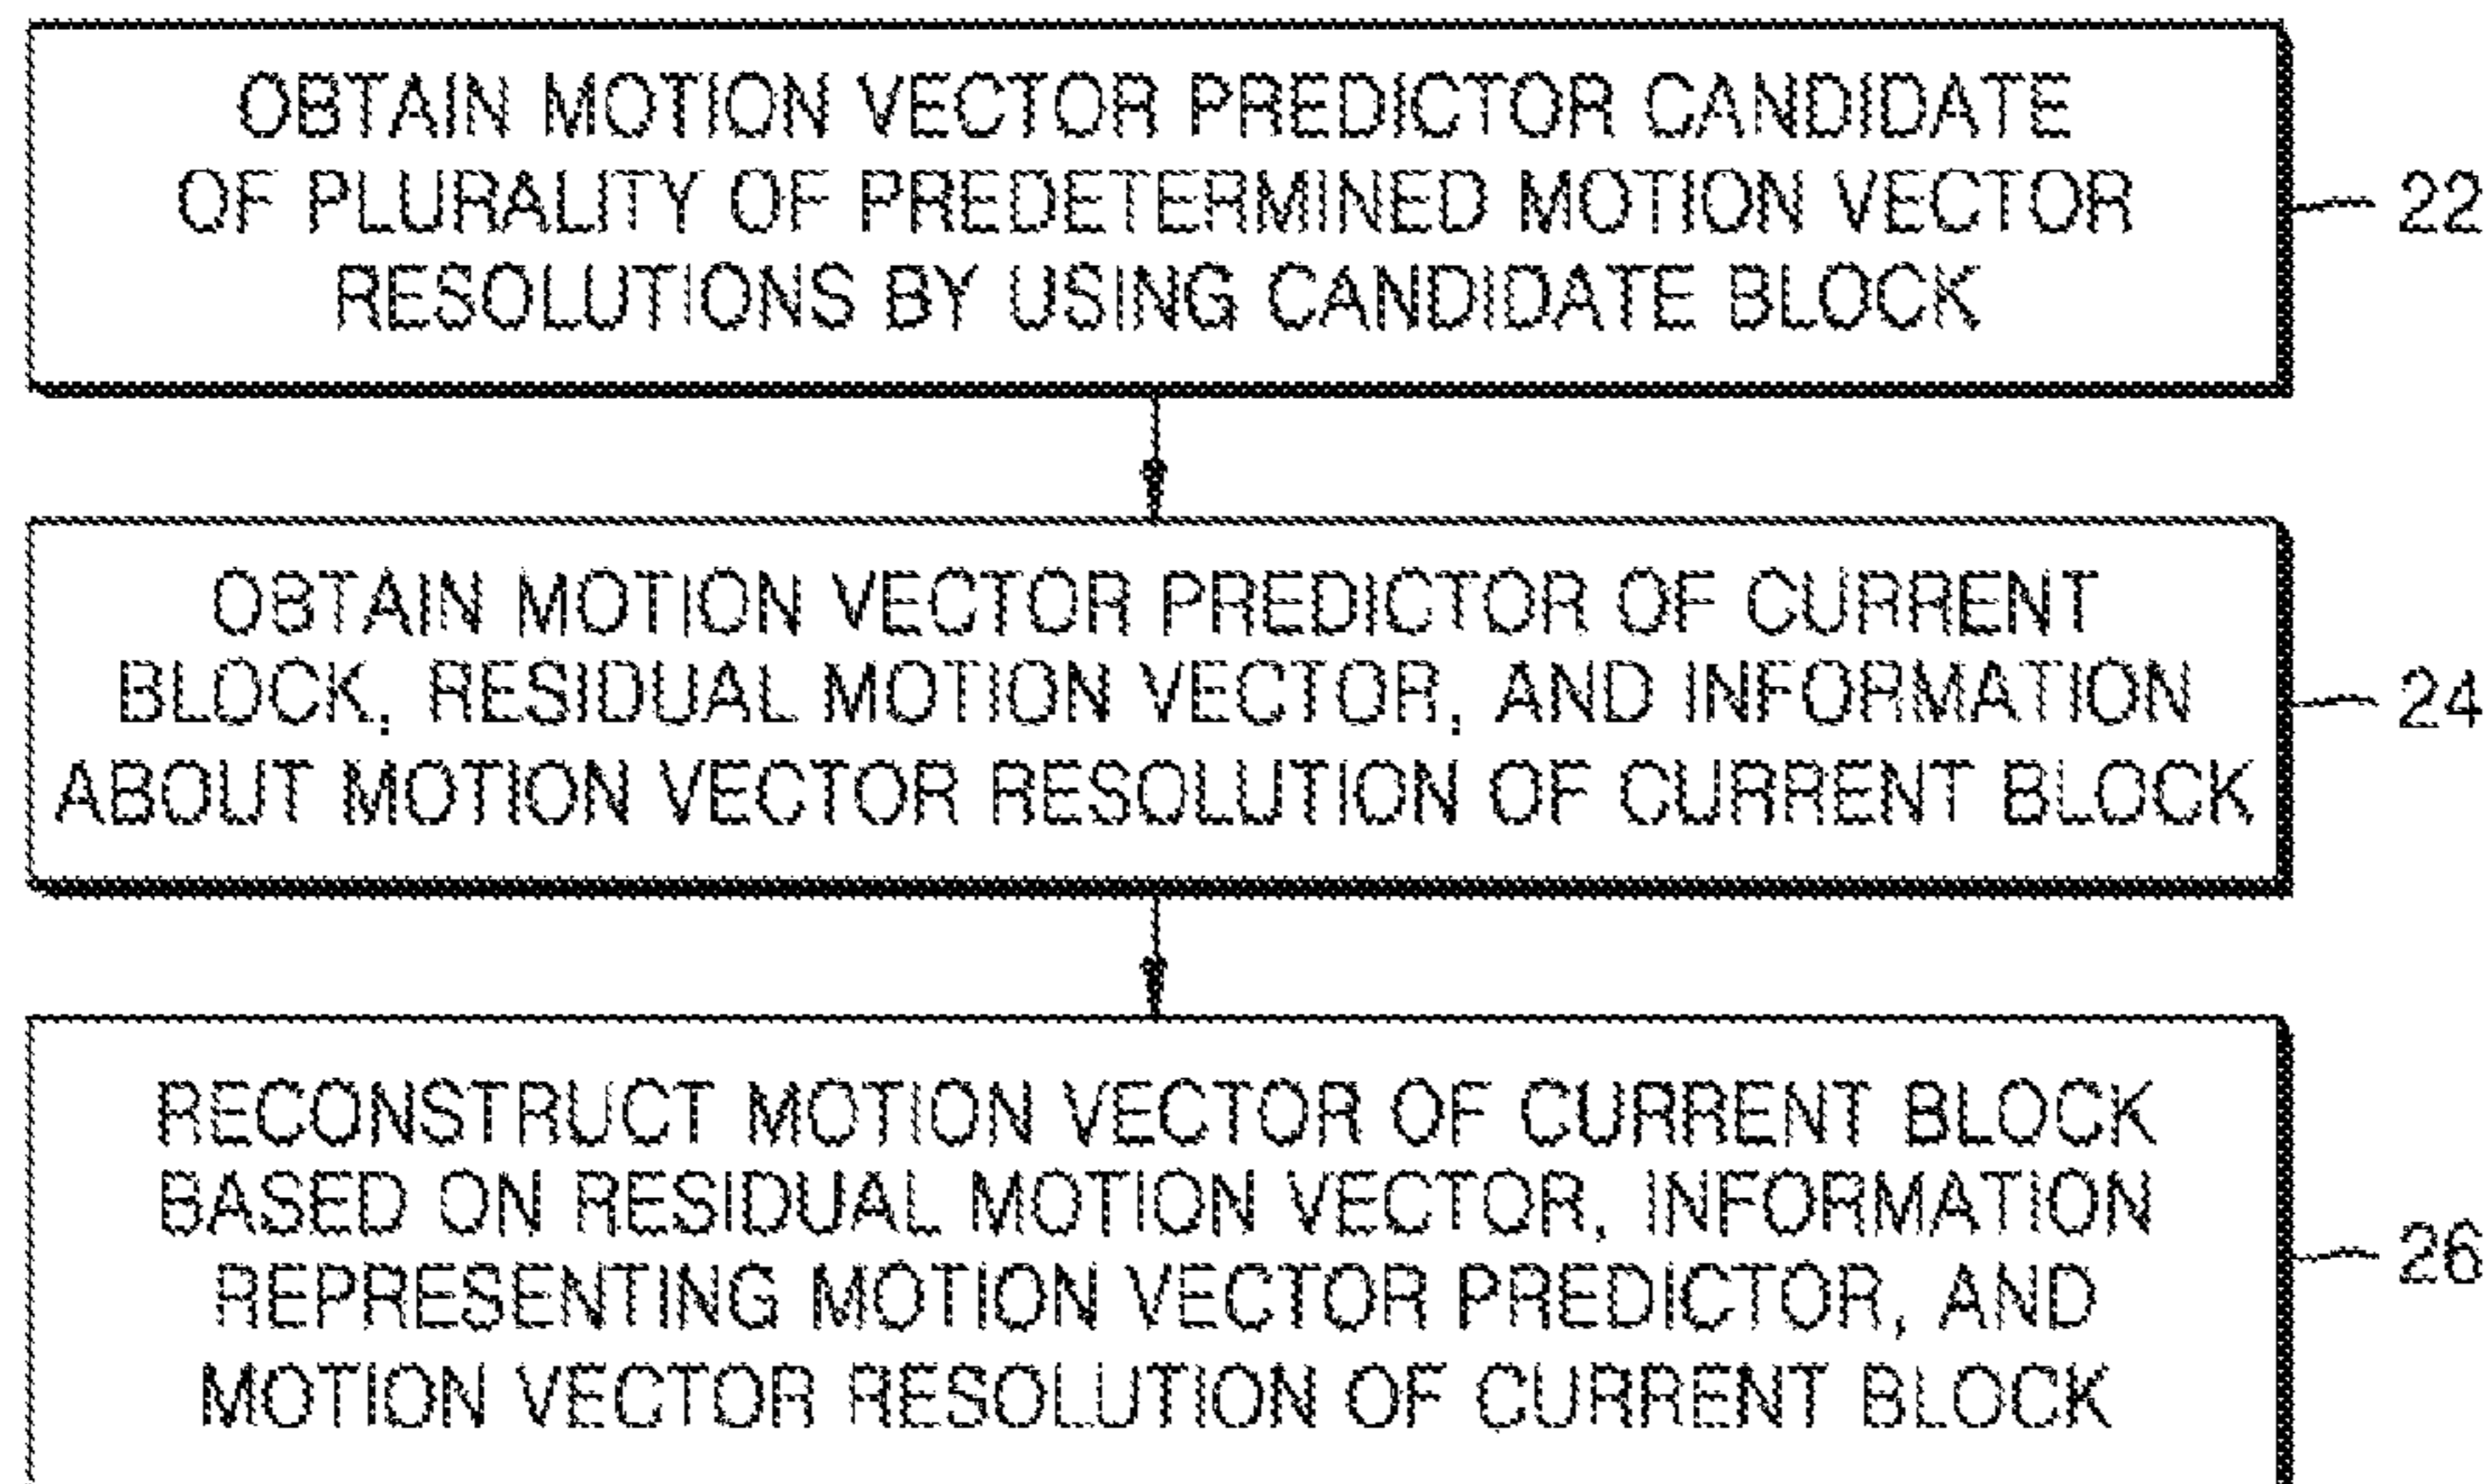 OBTAIN MOTION VECTOR PREDICTOR CANDIDATE
OF PLURALITY OF PREDETERMINED MOTION VECTOR
RESOLUTIONS BY USING CANDIDATE BLOCK
22
OBTAIN MOTION VECTOR PREDICTOR OF CURRENT
BLOCK, RESIDUAL MOTION VECTOR, AND INFORMATION
ABOUT MOTION VECTOR RESOLUTION OF CURRENT BLOCK
24
RECONSTRUCT MOTION VECTOR OF CURRENT BLOCK
BASED ON RESIDUAL MOTION VECTOR, INFORMATION
REPRESENTING MOTION VECTOR PREDICTOR, AND
MOTION VECTOR RESOLUTION OF CURRENT BLOCK
26